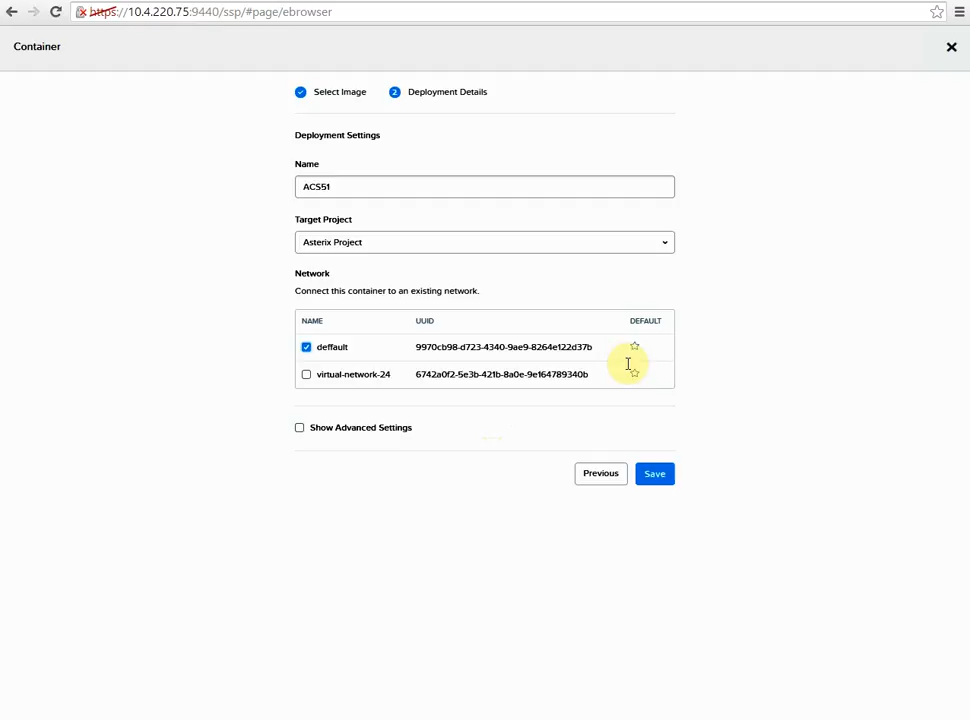 https://10.4.220.75:9440/ssp/#page/ebrowser
Container
Select Image
2 Deployment Details
Deployment Settings
Name
ACS51
Target Project
Asterix Project
Network
Connect this container to an existing network.
NAME UUID DEFAULT
deffault 9970cb98-d723-4340-9ae9-8264e122d37b
virtual-network-24 6742a0f2-5e3b-421b-8a0e-9e164789340b
Show Advanced Settings
Previous Save